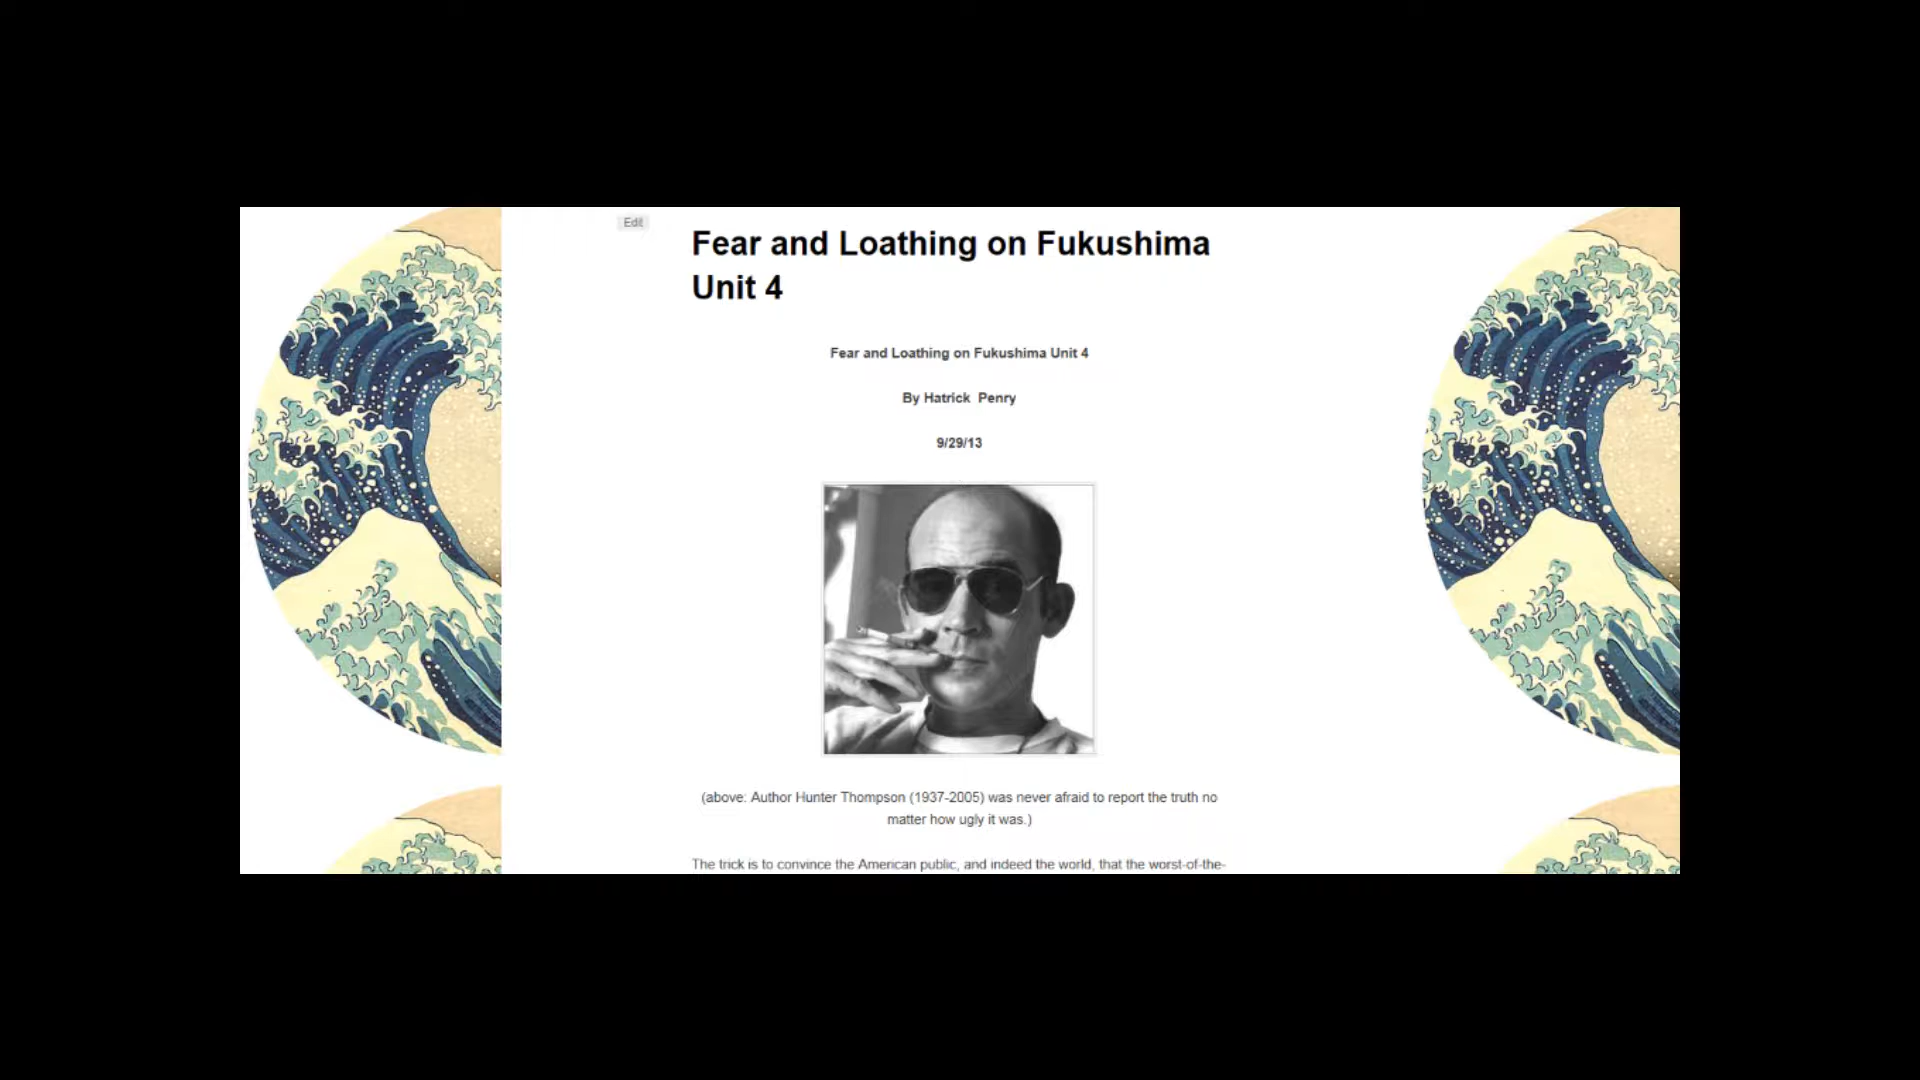 Edit
Fear and Loathing on Fukushima
Unit 4
Fear and Loathing on Fukushima Unit 4
By Hatrick Penry
9/29/13
(above: Author Hunter Thompson (1937-2005) was never afraid to report the truth no
matter how ugly it was.)
The trick is to convince the American public, and indeed the world, that the worst-of-the-